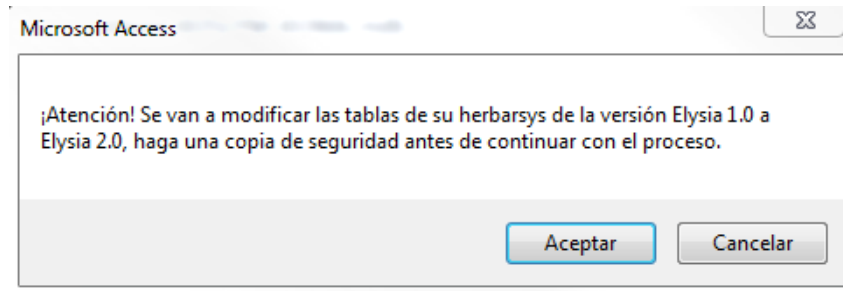 Microsoft Access
¡Atención! Se van a modificar las tablas de su herbarsys de la versión Elysia 1.0 a
Elysia 2.0, haga una copia de seguridad antes de continuar con el proceso.
Aceptar Cancelar